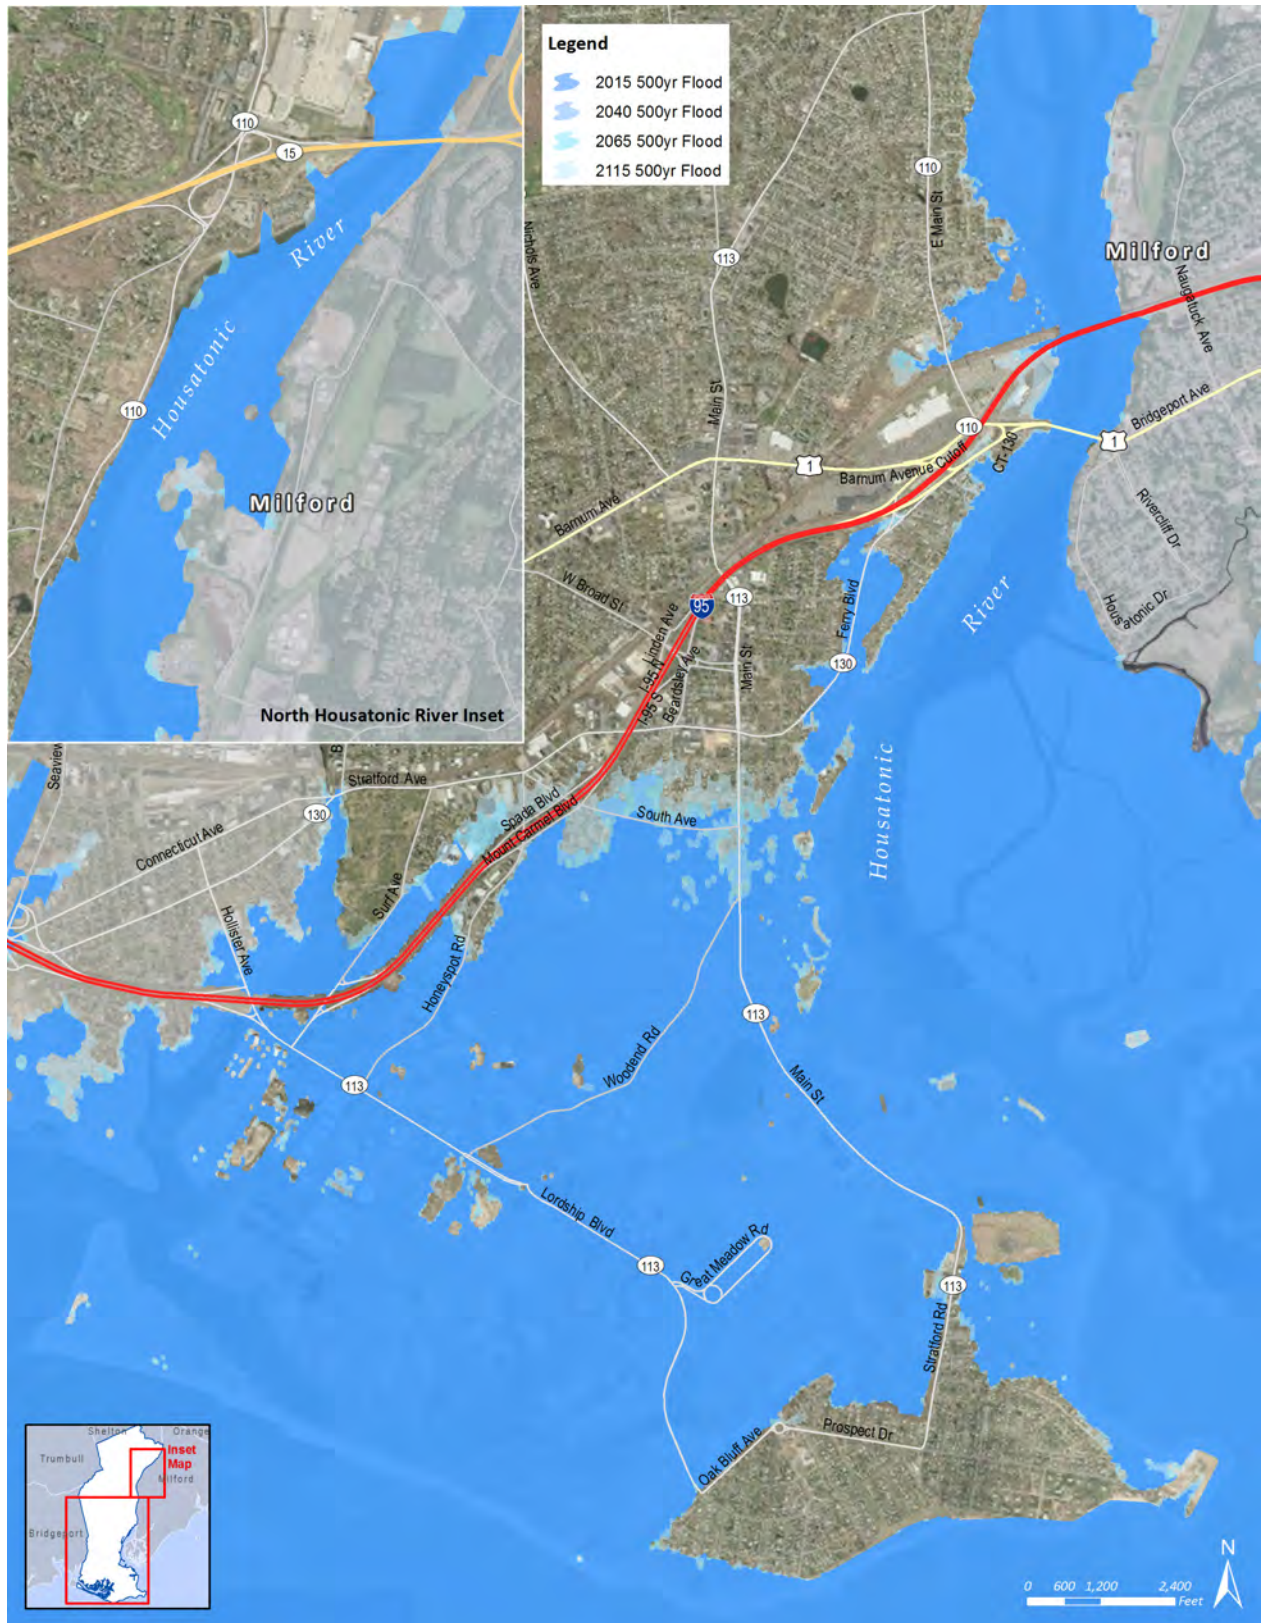 Legend
2015 500yr Flood
2040 500yr Flood
2065 500yr Flood
2115 500yr Flood
110
15
River
Housatonic
110
Milford
North Housatonic River Inset
110
E Main St
Nichols Ave
113
Main St
Milford
Naugatuck Ave
Bridgeport Ave
1
110
CT-130
Barnum Avenue Cutoff
1
Barnum Ave
Rivercliff Dr
Housatonic Dr
River
W Broad St
95
113
Linden Ave
I-95 N
I-95 S
Beardsley Ave
Main St
Ferry Blvd
130
Housatonic
Seaview
B
Stratford Ave
130
Connecticut Ave
Spada Blvd
Mount Carmel Blvd
South Ave
Surf Ave
Hollister Ave
Honeyspot Rd
113
Woodend Rd
113
Main St
Lordship Blvd
113
Great Meadow Rd
113
Stratford Rd
Prospect Dr
Oak Bluff Ave
Shelton
Orange
Trumbull
Inset
Map
Milford
Bridgeport
N
0 600 1,200 2,400
Feet